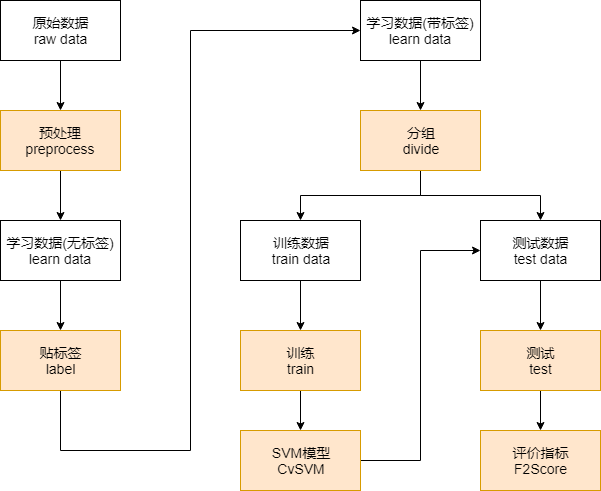 原始数据
raw data
预处理
preprocess
学习数据(无标签)
learn data
贴标签
label
学习数据(带标签)
learn data
分组
divide
训练数据
train data
测试数据
test data
训练
train
测试
test
SVM模型
CvSVM
评价指标
F2Score